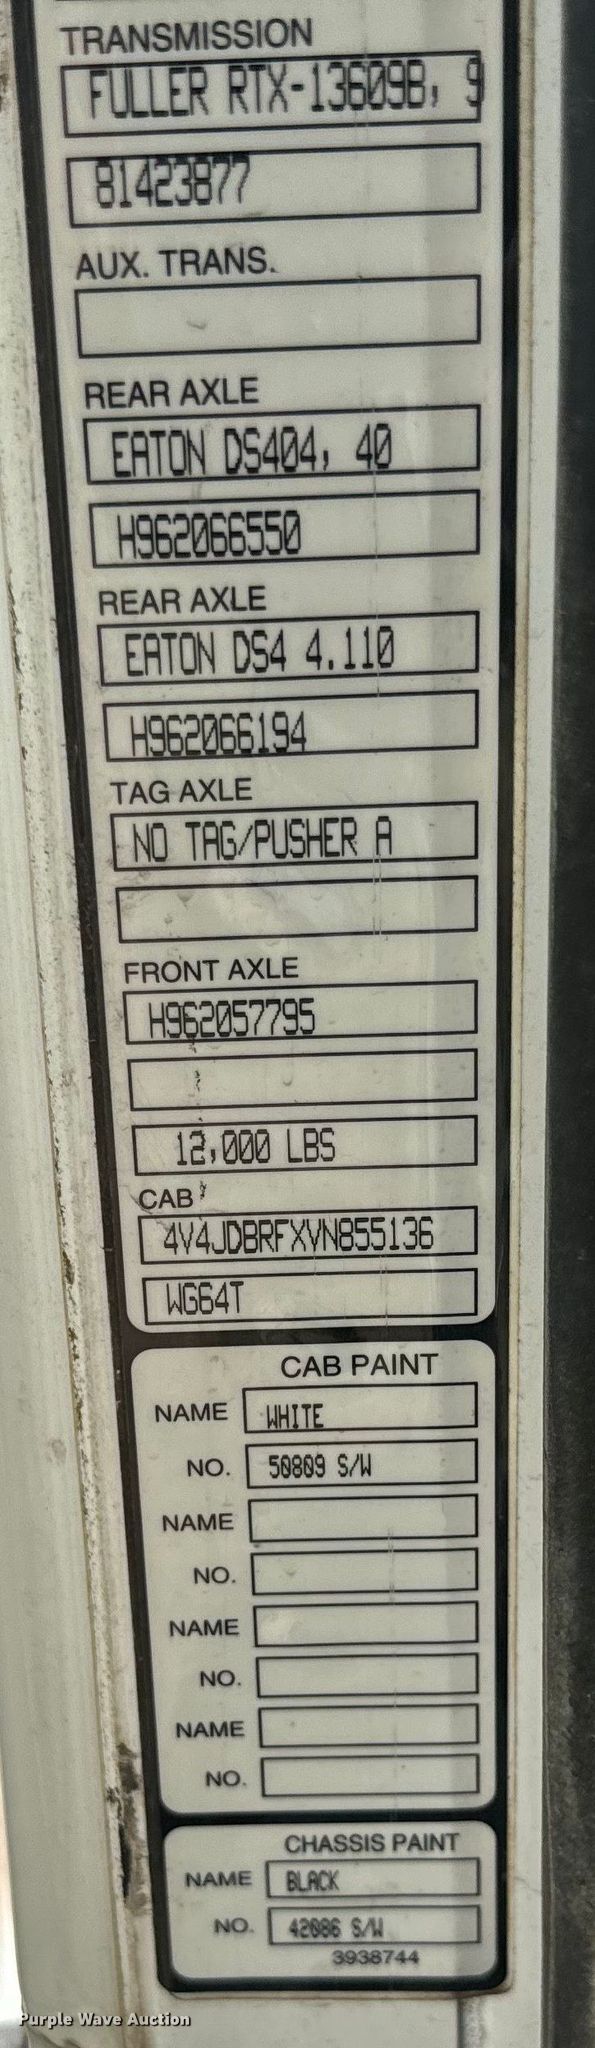 TRANSMISSION
FULLER RTX-13609B, 9
81423877
AUX. TRANS.
REAR AXLE
EATON DS404, 40
H962066550
REAR AXLE
EATON DS4 4.110
H962066194
TAG AXLE
NO TAG/PUSHER A
FRONT AXLE
H962057795
12,000 LBS
CAB
4V4JDBRFXVN855136
WG64T
CAB PAINT
NAME WHITE
NO. 50809 S/W
NAME
NO.
NAME
NO.
NAME
NO.
CHASSIS PAINT
NAME BLACK
NO. 42086 S/W
3938744
Purple Wave Auction